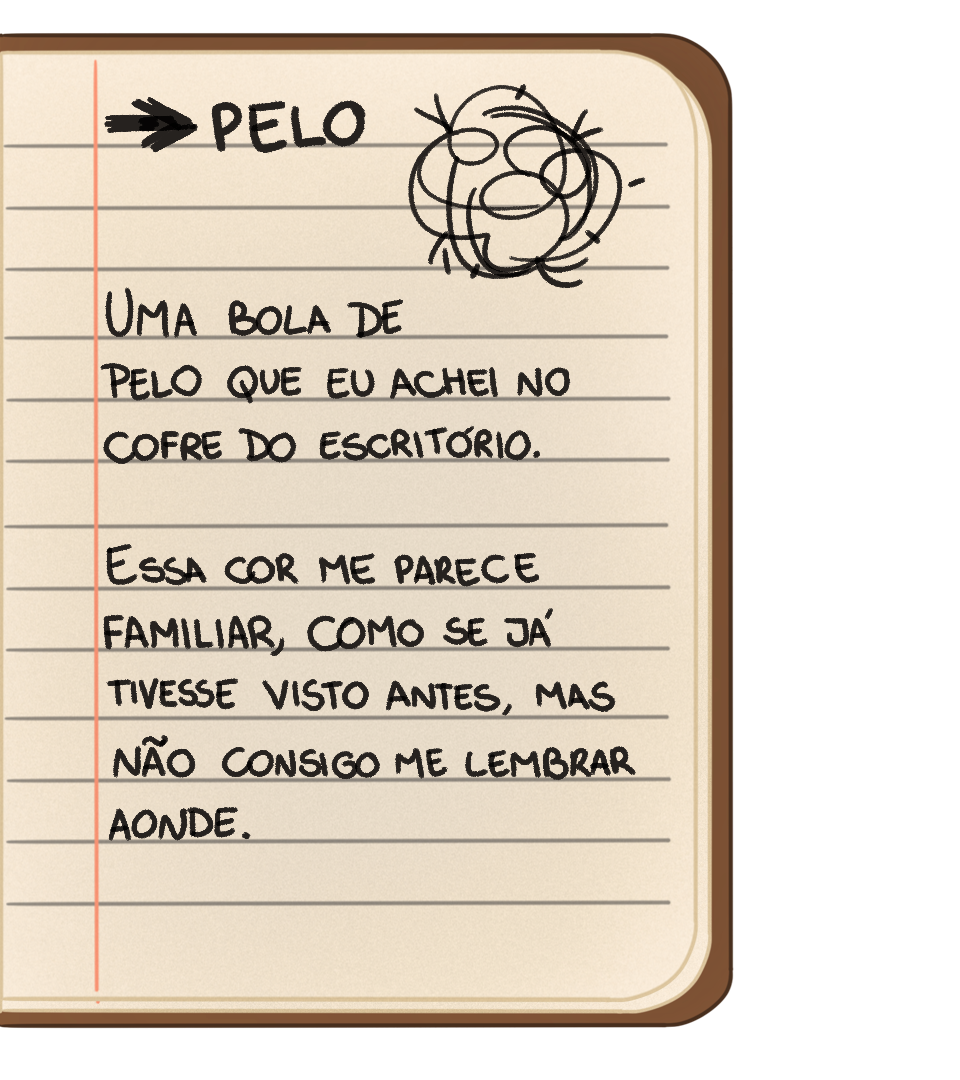 PELO
UMA BOLA DE
PELO QUE EU ACHEI NO
COFRE DO ESCRITÓRIO.
ESSA COR ME PARECE
FAMILIAR, COMO SE JÁ
TIVESSE VISTO ANTES, MAS
NÃO CONSIGO ME LEMBRAR
AONDE.